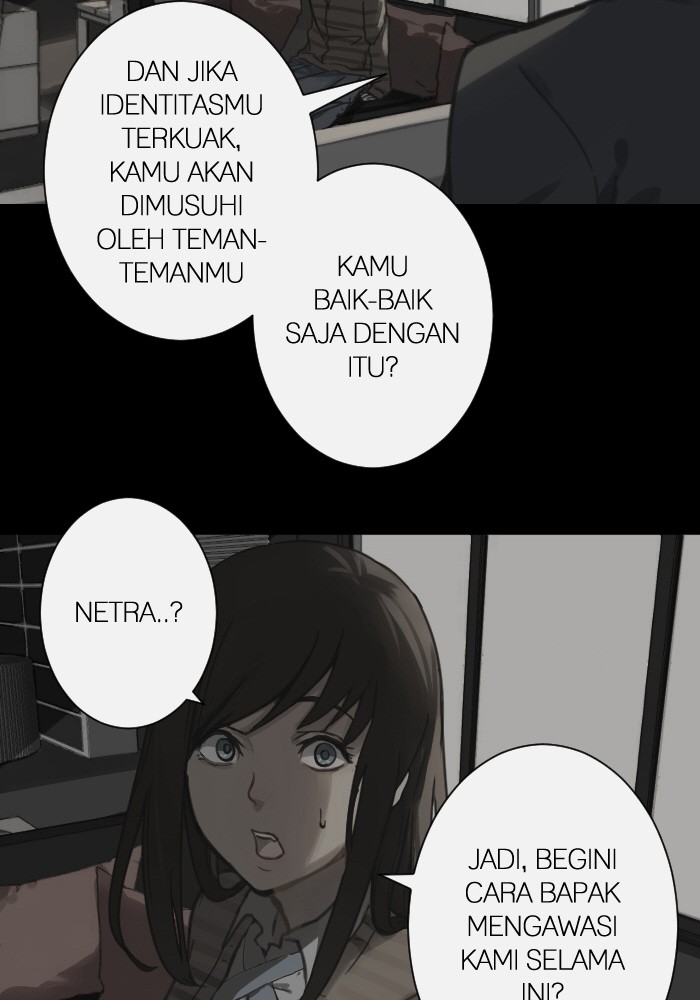 DAN JIKA
IDENTITASMU
TERKUAK,
KAMU AKAN
DIMUSUHI
OLEH TEMAN-
TEMANMU
KAMU
BAIK-BAIK
SAJA DENGAN
ITU?
NETRA..?
JADI, BEGINI
CARA BAPAK
MENGAWASI
KAMI SELAMA
INI?